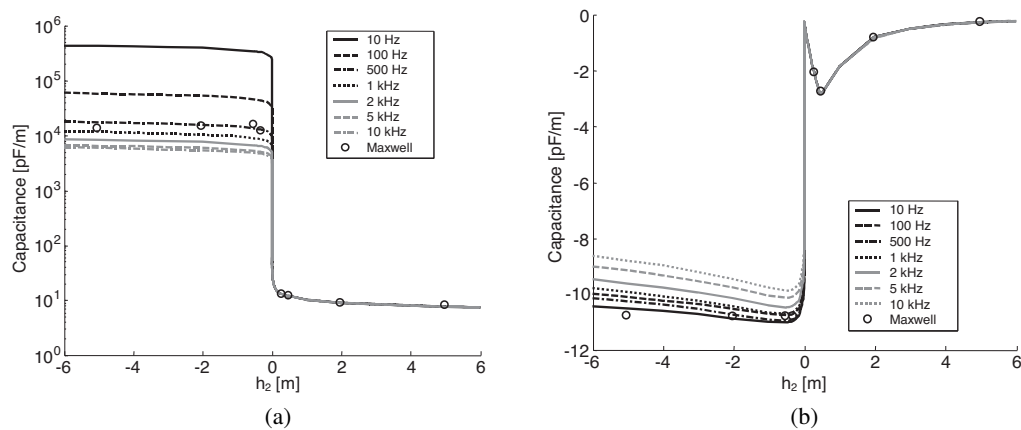 10^6
10^5
10^4
10^3
10^2
10^1
10^0
Capacitance [pF/m]
-6 -4 -2 0 2 4 6
h_2 [m]
10 Hz
100 Hz
500 Hz
1 kHz
2 kHz
5 kHz
10 kHz
Maxwell
(a)
0
-2
-4
-6
-8
-10
-12
Capacitance [pF/m]
-6 -4 -2 0 2 4 6
h_2 [m]
10 Hz
100 Hz
500 Hz
1 kHz
2 kHz
5 kHz
10 kHz
Maxwell
(b)